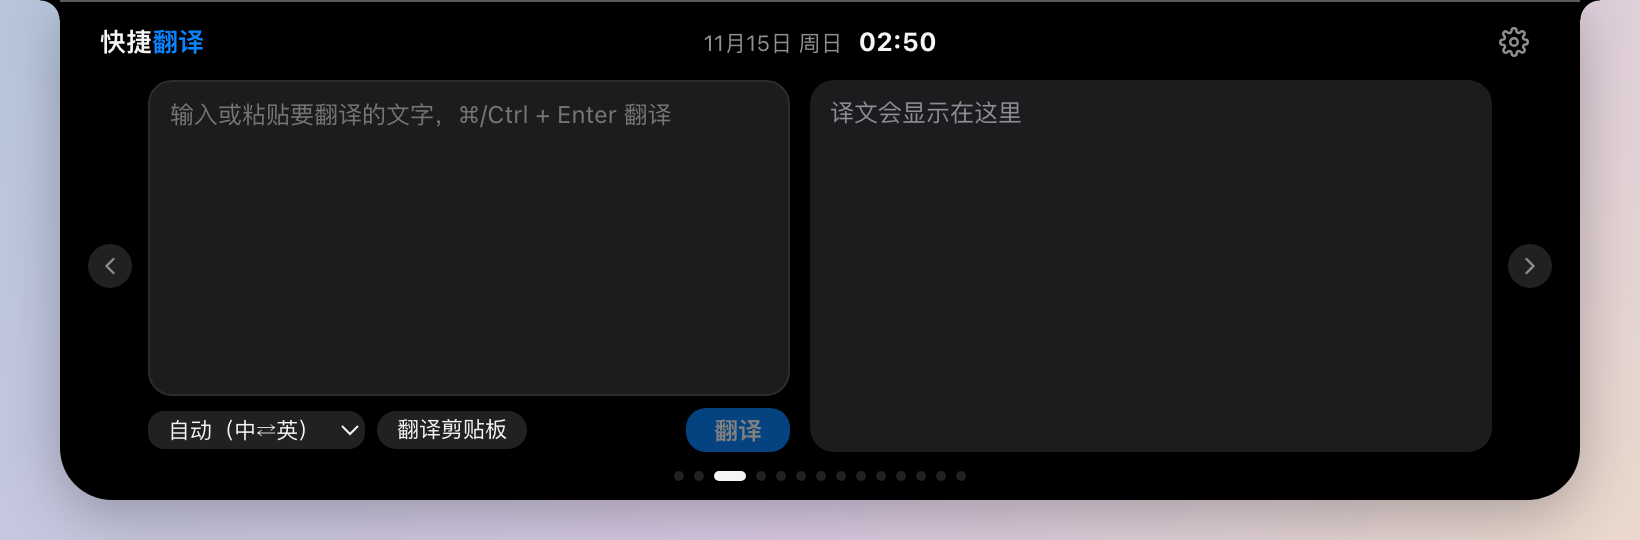 快捷翻译
11月15日 周日 02:50
输入或粘贴要翻译的文字，⌘/Ctrl + Enter 翻译
译文会显示在这里
自动（中⇌英）
翻译剪贴板
翻译